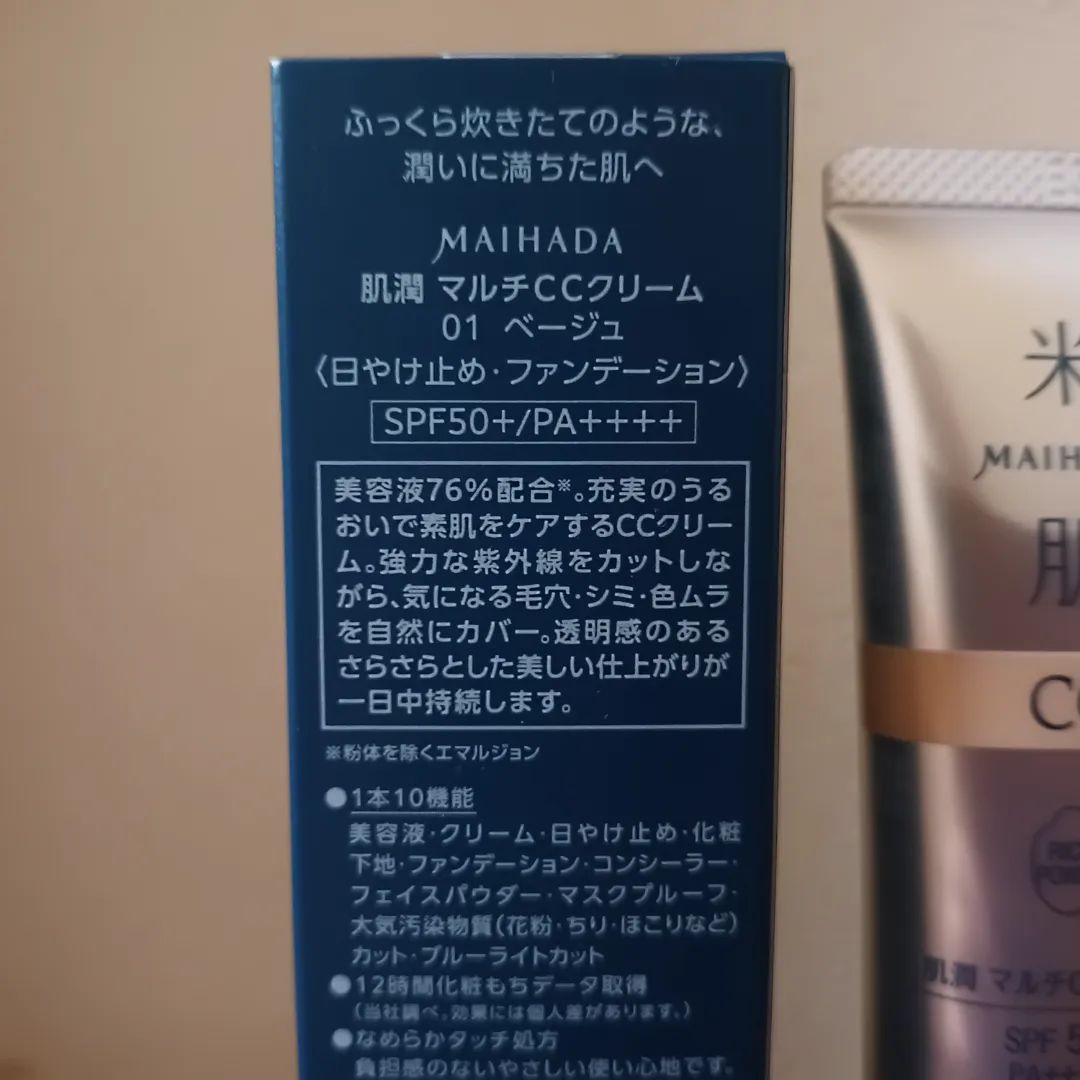 ふっくら炊きたてのような、
潤いに満ちた肌へ
MAIHADA
肌潤 マルチCCクリーム
01 ベージュ
〈日やけ止め・ファンデーション〉
SPF50+/PA++++
美容液76%配合※。充実のうる
おいで素肌をケアするCCクリー
ム。強力な紫外線をカットしな
がら、気になる毛穴・シミ・色ムラ
を自然にカバー。透明感のある
さらさらとした美しい仕上がりが
一日中持続します。
※粉体を除くエマルジョン
●1本10機能
美容液・クリーム・日やけ止め・化粧
下地・ファンデーション・コンシーラー・
フェイスパウダー・マスクプルーフ・
大気汚染物質(花粉・ちり・ほこりなど)
カット・ブルーライトカット
●12時間化粧もちデータ取得
(当社調べ。効果には個人差があります。)
●なめらかタッチ処方
負担感のないやさしい使い心地です。
米
MAIH
肌
CC
RIC
POW
肌潤 マルチC
SPF 5
PA++